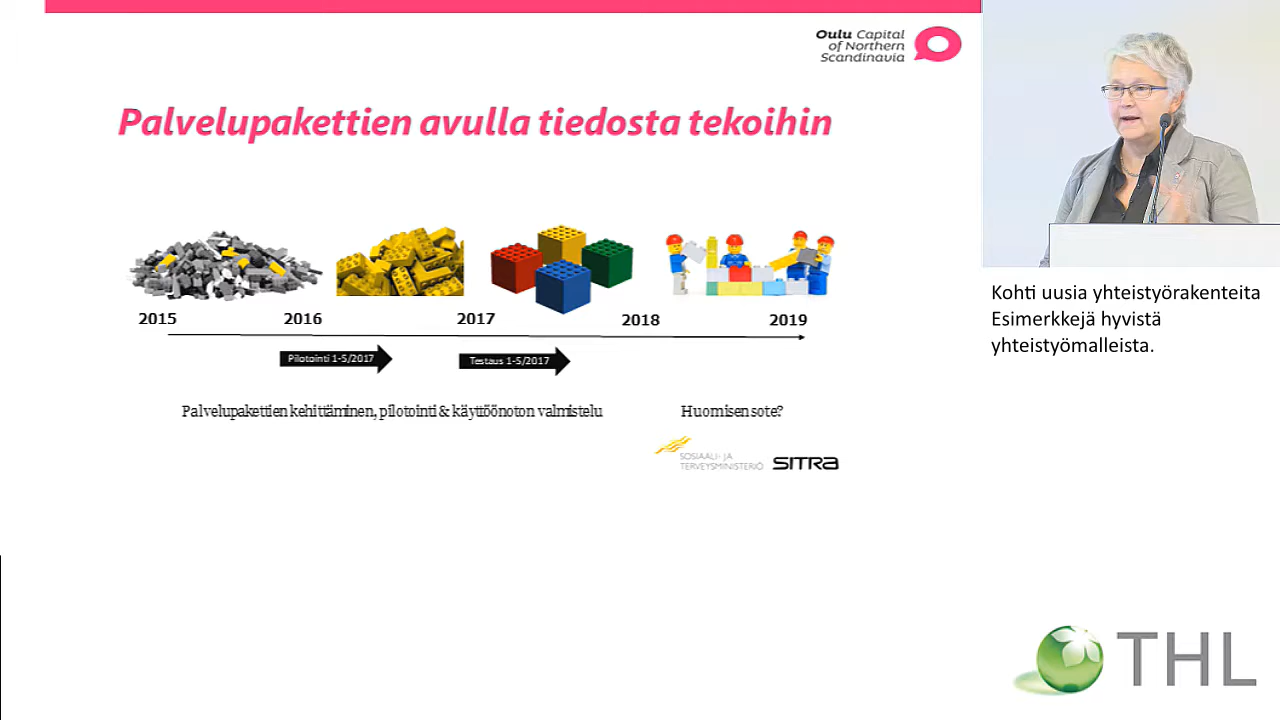 Oulu Capital
of Northern
Scandinavia
Palvelupakettien avulla tiedosta tekoihin
2015 2016 2017 2018 2019
Pilotointi 1-5/2017 Testaus 1-5/2017
Palvelupakettien kehittäminen, pilotointi & käyttöönoton valmistelu Huomisen sote?
SOSIAALI- JA
TERVEYSMINISTERIÖ SITRA
Kohti uusia yhteistyörakenteita
Esimerkkejä hyvistä
yhteistyömalleista.
THL